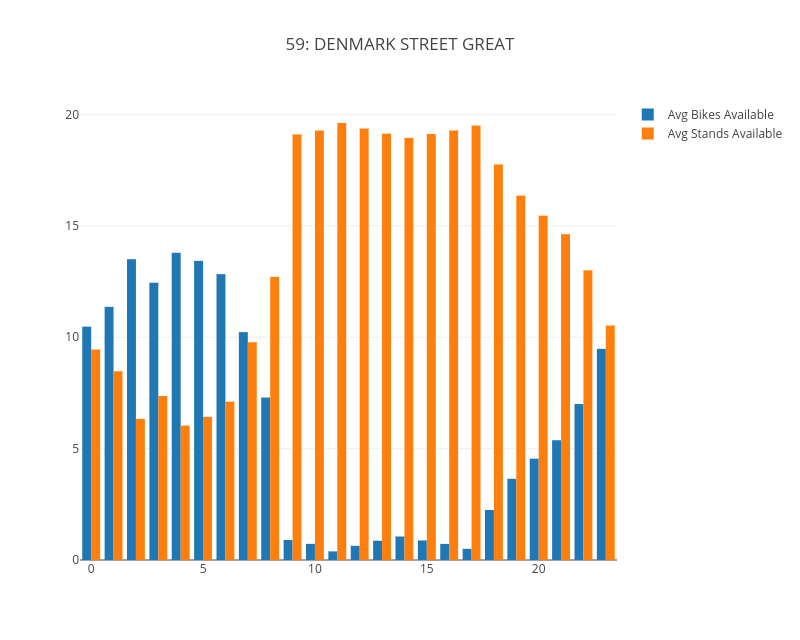 59: DENMARK STREET GREAT
Avg Bikes Available
Avg Stands Available
20
15
10
5
0
0 5 10 15 20